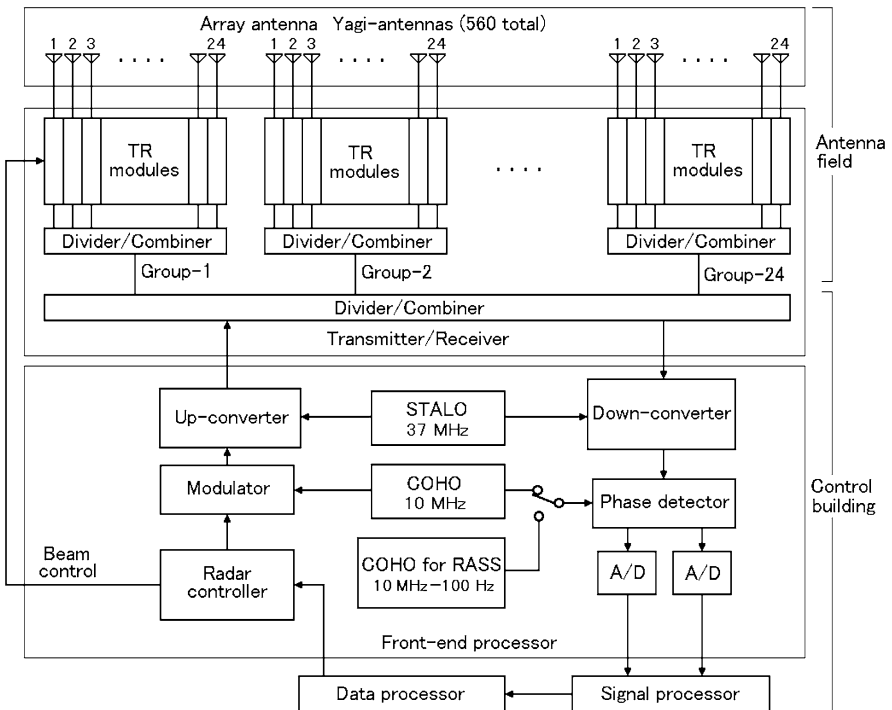 Array antenna Yagi-antennas (560 total)
1 2 3 .... 24
1 2 3 .... 24
1 2 3 .... 24
TR modules
TR modules
....
TR modules
Antenna field
Divider/Combiner
Divider/Combiner
Divider/Combiner
Group-1
Group-2
Group-24
Divider/Combiner
Transmitter/Receiver
Up-converter
STALO
37 MHz
Down-converter
Modulator
COHO
10 MHz
Phase detector
Control building
Beam control
Radar controller
COHO for RASS
10 MHz-100 Hz
A/D
A/D
Front-end processor
Data processor
Signal processor